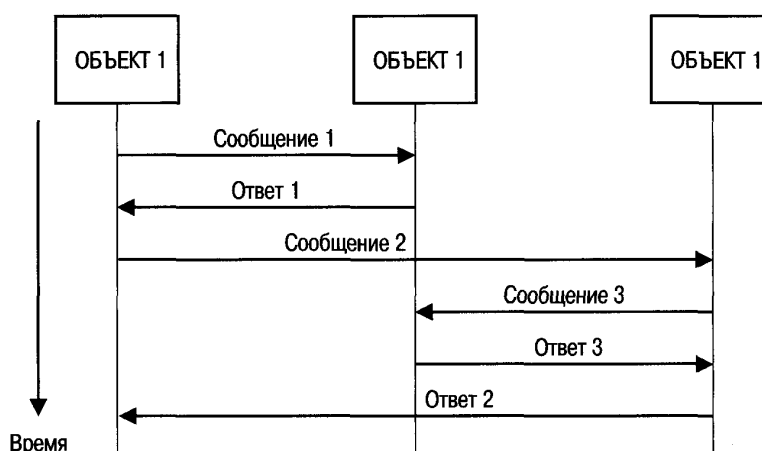 ОБЪЕКТ 1
ОБЪЕКТ 1
ОБЪЕКТ 1
Сообщение 1
Ответ 1
Сообщение 2
Сообщение 3
Ответ 3
Ответ 2
Время